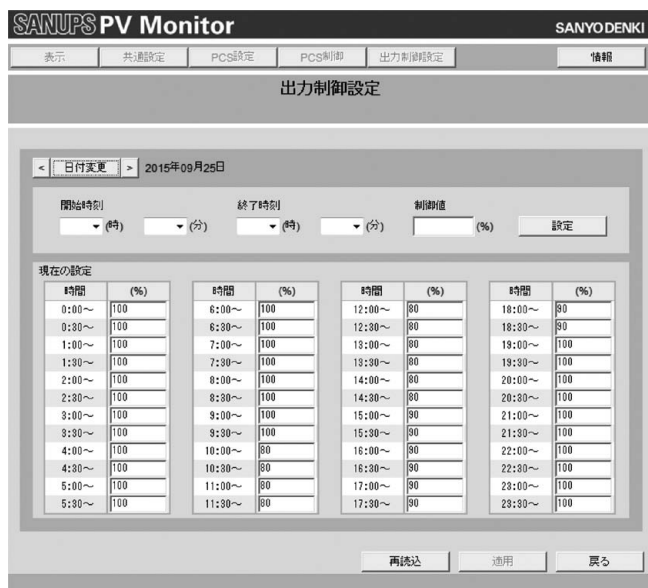 SANUPS PV Monitor
SANYO DENKI
表示 共通設定 PCS設定 PCS制御 出力制御設定 情報
出力制御設定
< 日付変更 > 2015年09月25日
開始時刻 終了時刻 制御値
(時) (分) (時) (分) (%) 設定
現在の設定
時間 (%) 時間 (%) 時間 (%) 時間 (%)
0:00～ 100 6:00～ 100 12:00～ 80 18:00～ 90
0:30～ 100 6:30～ 100 12:30～ 80 18:30～ 90
1:00～ 100 7:00～ 100 13:00～ 80 19:00～ 100
1:30～ 100 7:30～ 100 13:30～ 80 19:30～ 100
2:00～ 100 8:00～ 100 14:00～ 80 20:00～ 100
2:30～ 100 8:30～ 100 14:30～ 80 20:30～ 100
3:00～ 100 9:00～ 100 15:00～ 90 21:00～ 100
3:30～ 100 9:30～ 100 15:30～ 90 21:30～ 100
4:00～ 100 10:00～ 80 16:00～ 90 22:00～ 100
4:30～ 100 10:30～ 80 16:30～ 90 22:30～ 100
5:00～ 100 11:00～ 80 17:00～ 90 23:00～ 100
5:30～ 100 11:30～ 80 17:30～ 90 23:30～ 100
再読込 適用 戻る